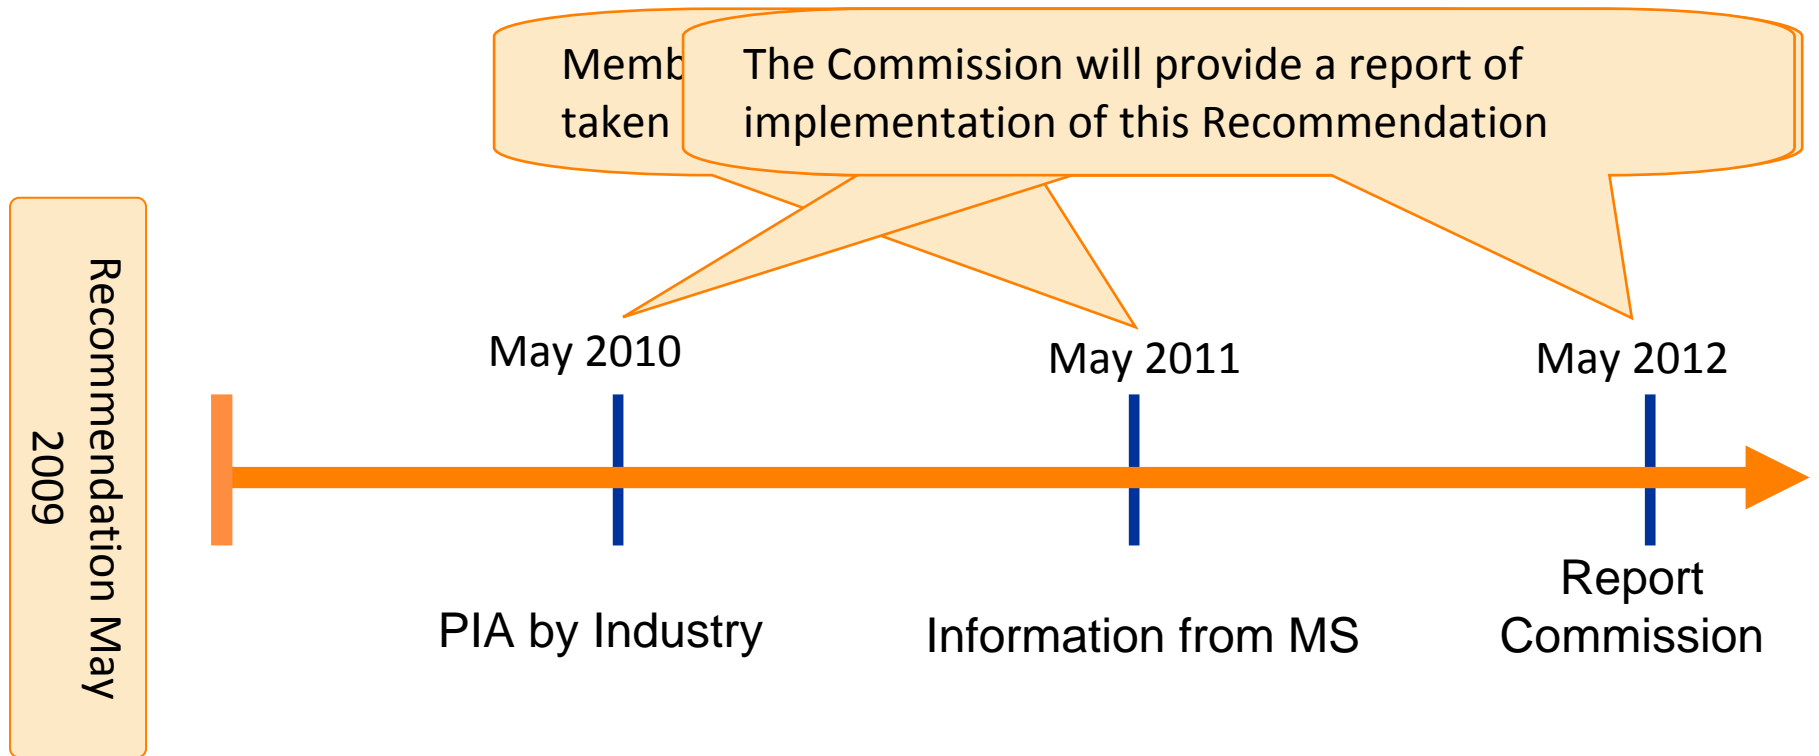 Memb
taken
The Commission will provide a report of
implementation of this Recommendation
Recommendation May
2009
May 2010
May 2011
May 2012
PIA by Industry
Information from MS
Report
Commission